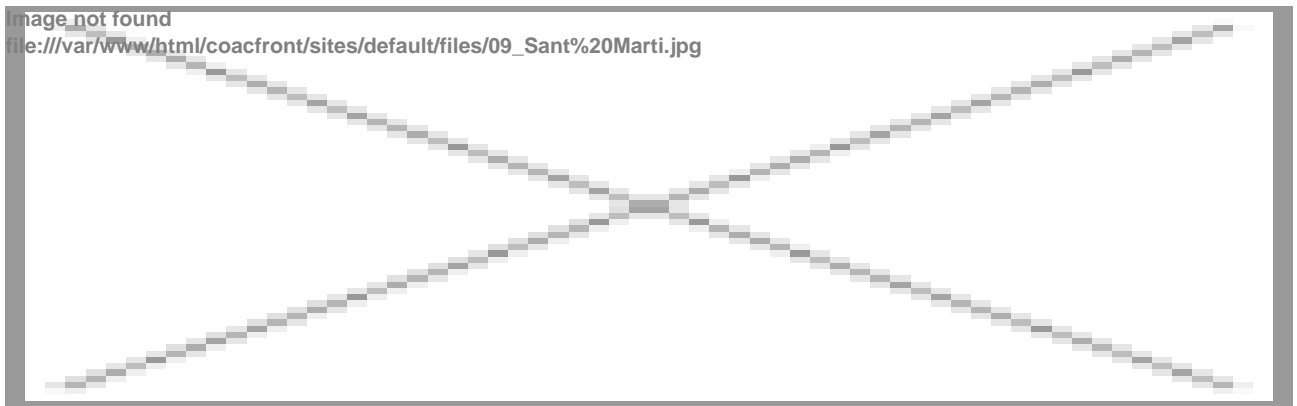 Image not found
file:///var/www/html/coacfront/sites/default/files/09_Sant%20Marti.jpg